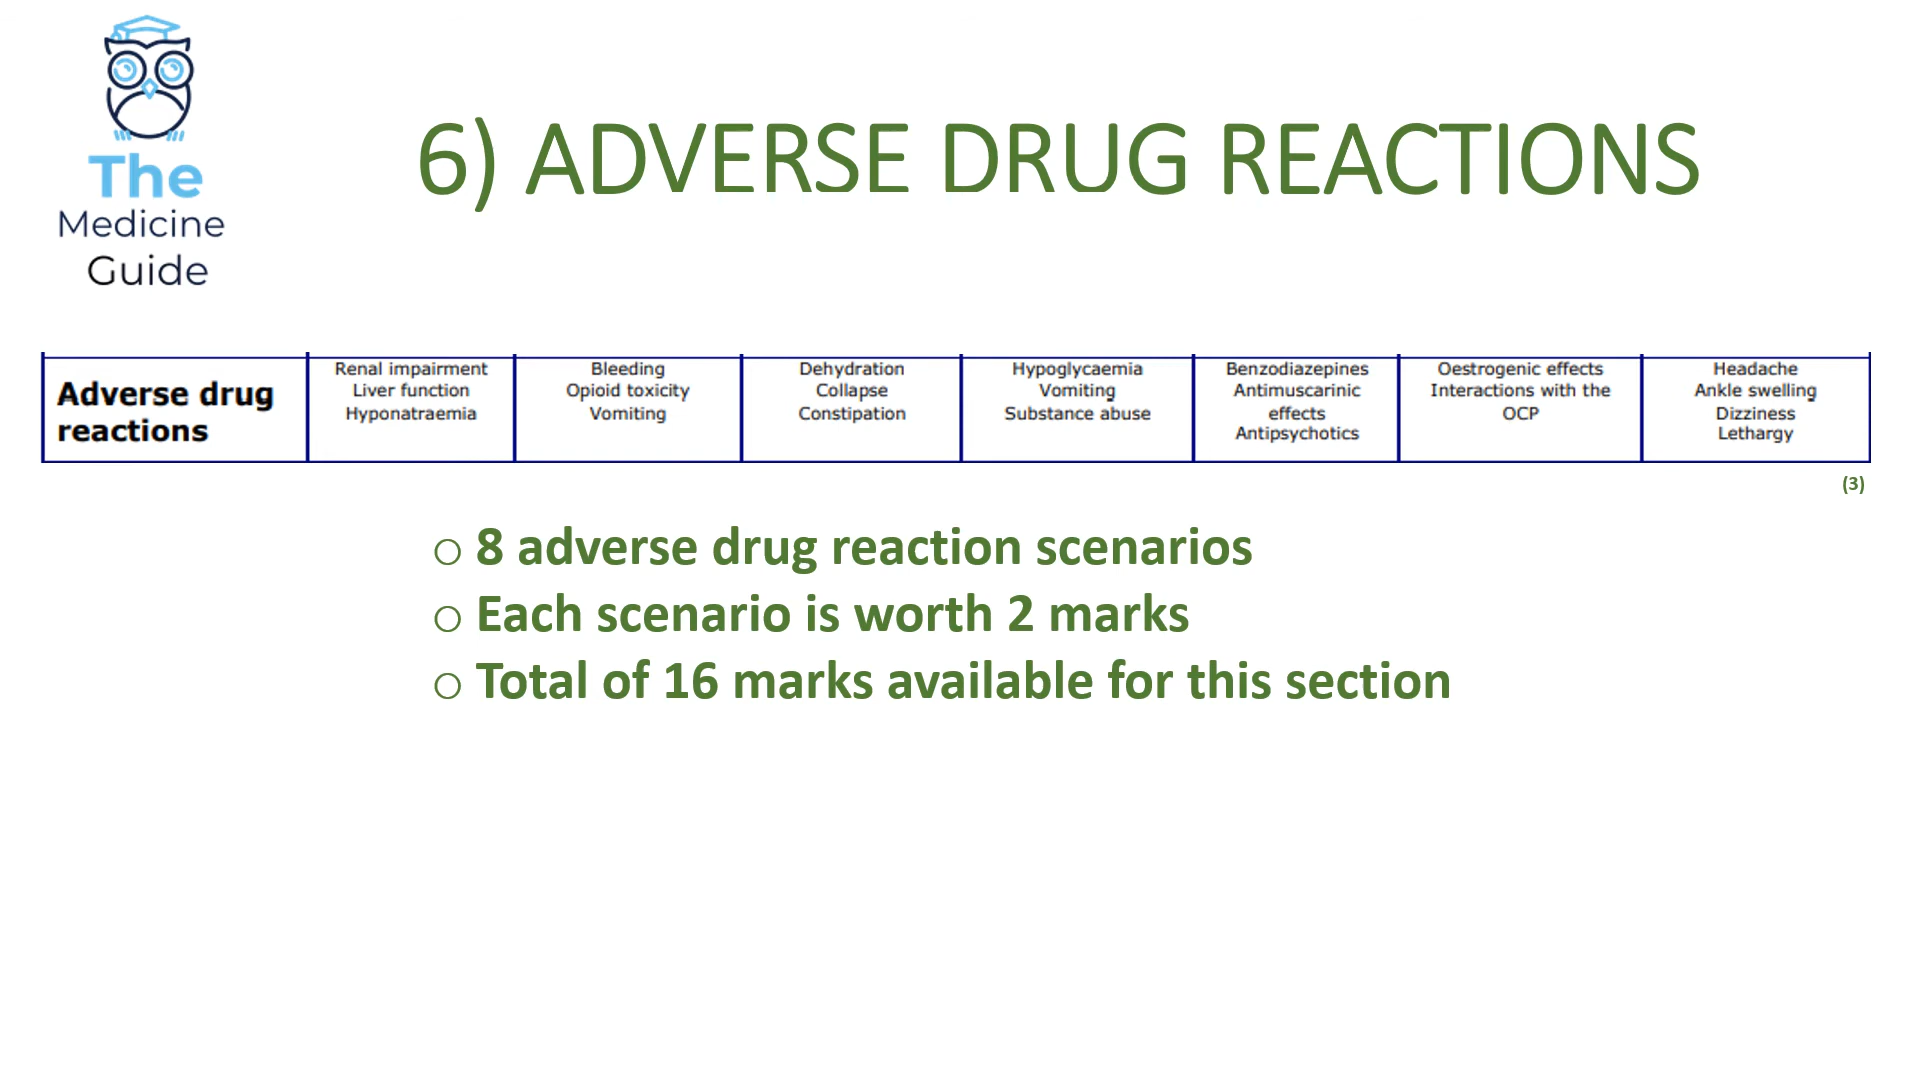 The
Medicine
Guide
6) ADVERSE DRUG REACTIONS
Adverse drug
reactions
Renal impairment
Liver function
Hyponatraemia
Bleeding
Opioid toxicity
Vomiting
Dehydration
Collapse
Constipation
Hypoglycaemia
Vomiting
Substance abuse
Benzodiazepines
Antimuscarinic
effects
Antipsychotics
Oestrogenic effects
Interactions with the
OCP
Headache
Ankle swelling
Dizziness
Lethargy
(3)
o 8 adverse drug reaction scenarios
o Each scenario is worth 2 marks
o Total of 16 marks available for this section